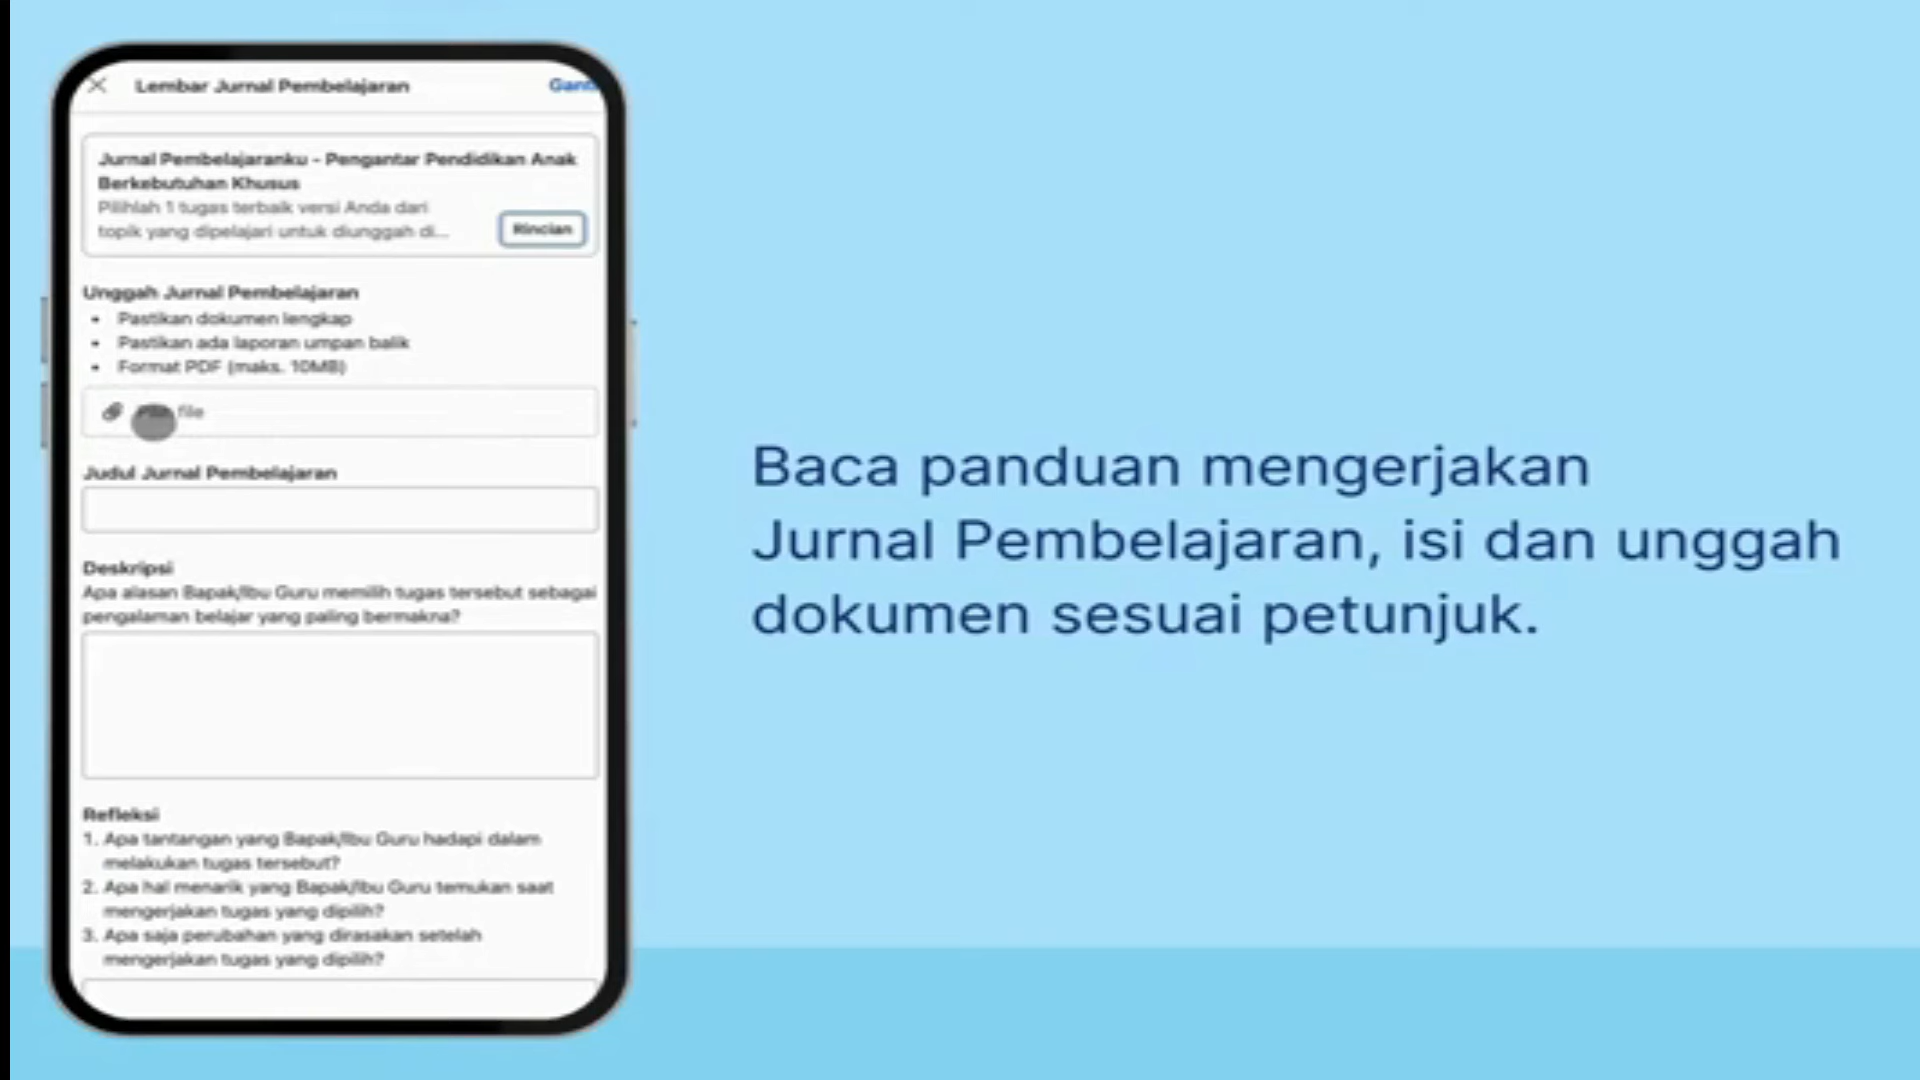 Lembar Jurnal Pembelajaran
Jurnal Pembelajaranku - Pengantar Pendidikan Anak
Berkebutuhan Khusus
Pilihlah 1 tugas terbaik versi Anda dari
topik yang dipelajari untuk diunggah di...
Rincian
Unggah Jurnal Pembelajaran
• Pastikan dokumen lengkap
• Pastikan ada laporan umpan balik
• Format PDF (maks. 10MB)
file
Judul Jurnal Pembelajaran
Deskripsi
Apa alasan Bapak/Ibu Guru memilih tugas tersebut sebagai
pengalaman belajar yang paling bermakna?
Refleksi
1. Apa tantangan yang Bapak/Ibu Guru hadapi dalam
melakukan tugas tersebut?
2. Apa hal menarik yang Bapak/Ibu Guru temukan saat
mengerjakan tugas yang dipilih?
3. Apa saja perubahan yang dirasakan setelah
mengerjakan tugas yang dipilih?
Baca panduan mengerjakan
Jurnal Pembelajaran, isi dan unggah
dokumen sesuai petunjuk.